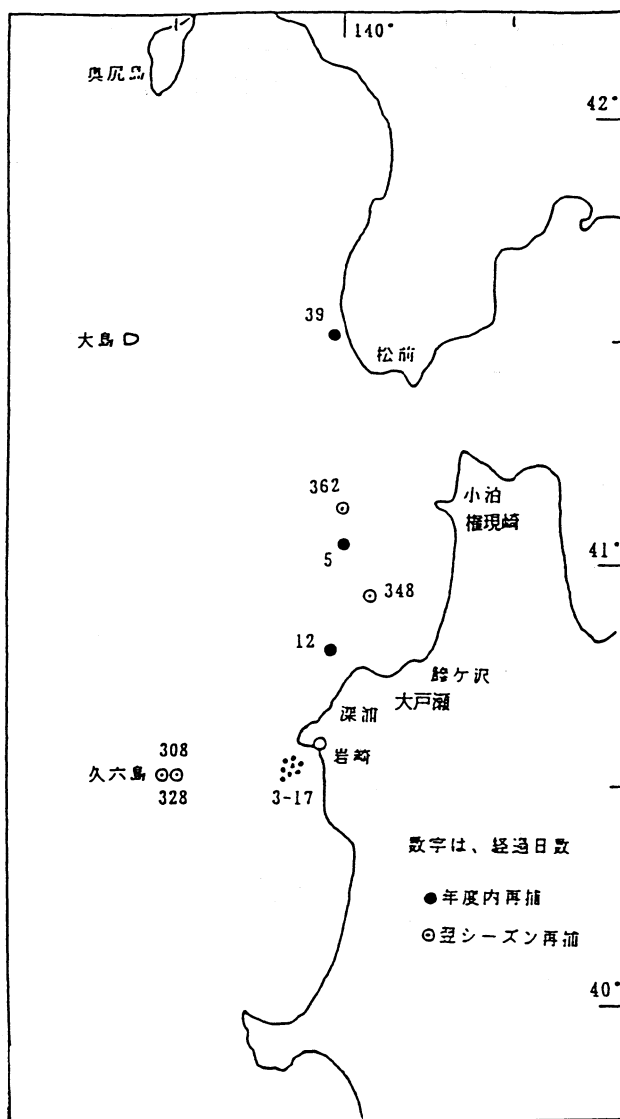 140°
奥尻島
42°
39
大島
松前
362
小泊
権現崎
5
41°
348
12
鰺ケ沢
大戸瀬
深浦
308
岩崎
久六島
328
3-17
数字は、経過日数
年度内再捕
翌シーズン再捕
40°